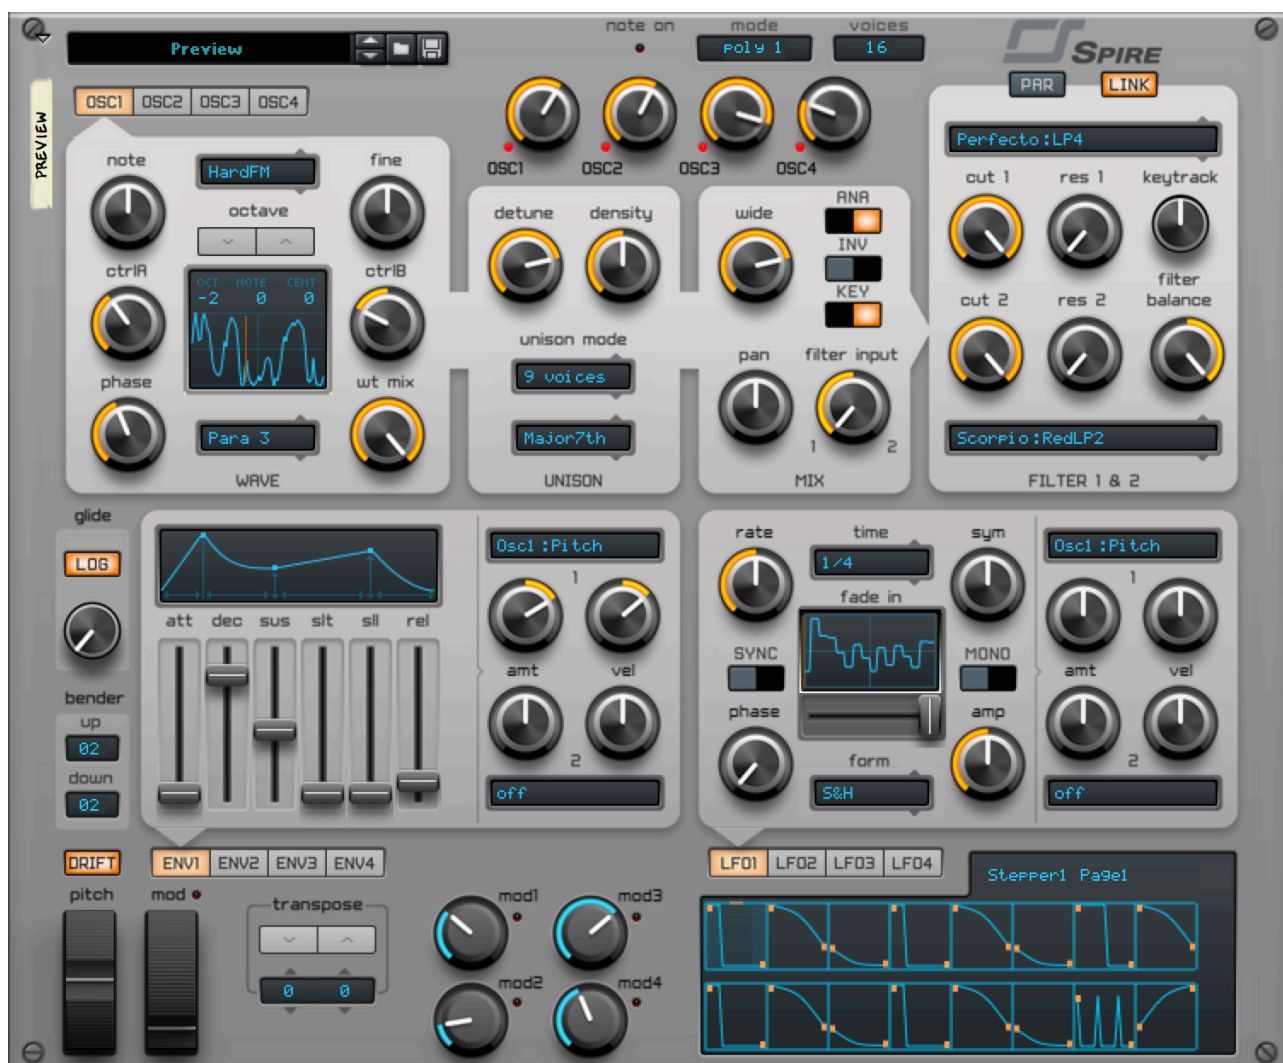 note on mode voices
Preview poly 1 16
SPIRE
PAR LINK
PREVIEW
OSC1 OSC2 OSC3 OSC4
OSC1 OSC2 OSC3 OSC4
Perfecto:LP4
note HardFM fine
octave
cut 1 res 1 keytrack
detune density wide ANA
INV
KEY
ctrlA ctrlB
OCT NOTE CENT
-2 0 0
filter
cut 2 res 2 balance
unison mode
9 voices
pan filter input
1 2
phase wt mix
Para 3
Major7th
Scorpio:RedLP2
WAVE UNISON MIX FILTER 1 & 2
glide
LOG
att dec sus slt sll rel
Osc1:Pitch
1
amt vel
2
off
rate time sym
1/4
fade in
SYNC MONO
phase amp
form
S&H
Osc1:Pitch
1
amt vel
2
off
bender
up
02
down
02
DRIFT
ENV1 ENV2 ENV3 ENV4
LFO1 LFO2 LFO3 LFO4
Stepper1 Page1
pitch mod
transpose
0 0
mod1 mod3
mod2 mod4